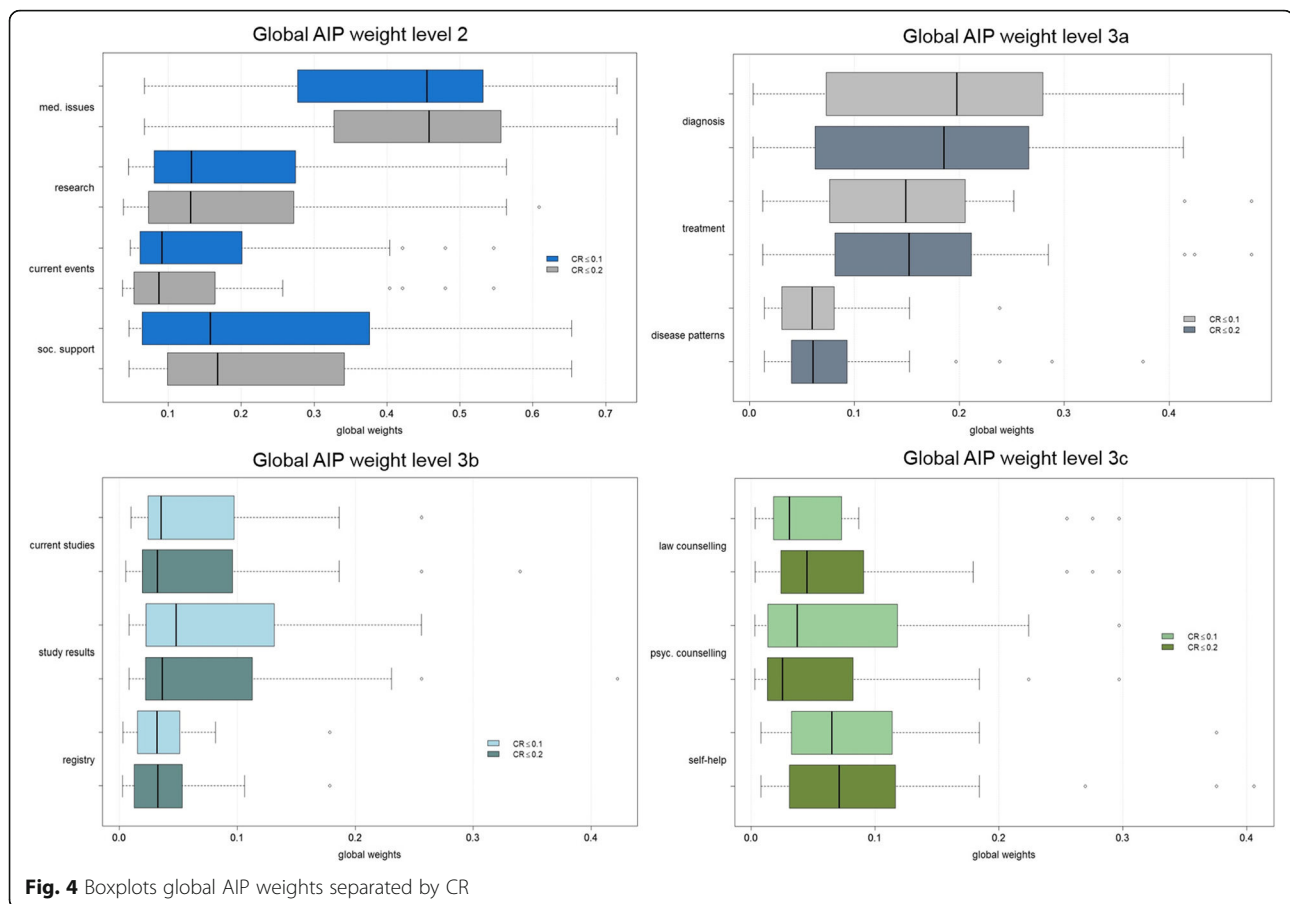 Global AIP weight level 2
med. issues
research
current events
soc. support
CR ≤ 0.1
CR ≤ 0.2
0.1 0.2 0.3 0.4 0.5 0.6 0.7
global weights
Global AIP weight level 3a
diagnosis
treatment
disease patterns
CR ≤ 0.1
CR ≤ 0.2
0.0 0.1 0.2 0.3 0.4
global weights
Global AIP weight level 3b
current studies
study results
registry
CR ≤ 0.1
CR ≤ 0.2
0.0 0.1 0.2 0.3 0.4
global weights
Global AIP weight level 3c
law counselling
psyc. counselling
self-help
CR ≤ 0.1
CR ≤ 0.2
0.0 0.1 0.2 0.3 0.4
global weights
Fig. 4 Boxplots global AIP weights separated by CR